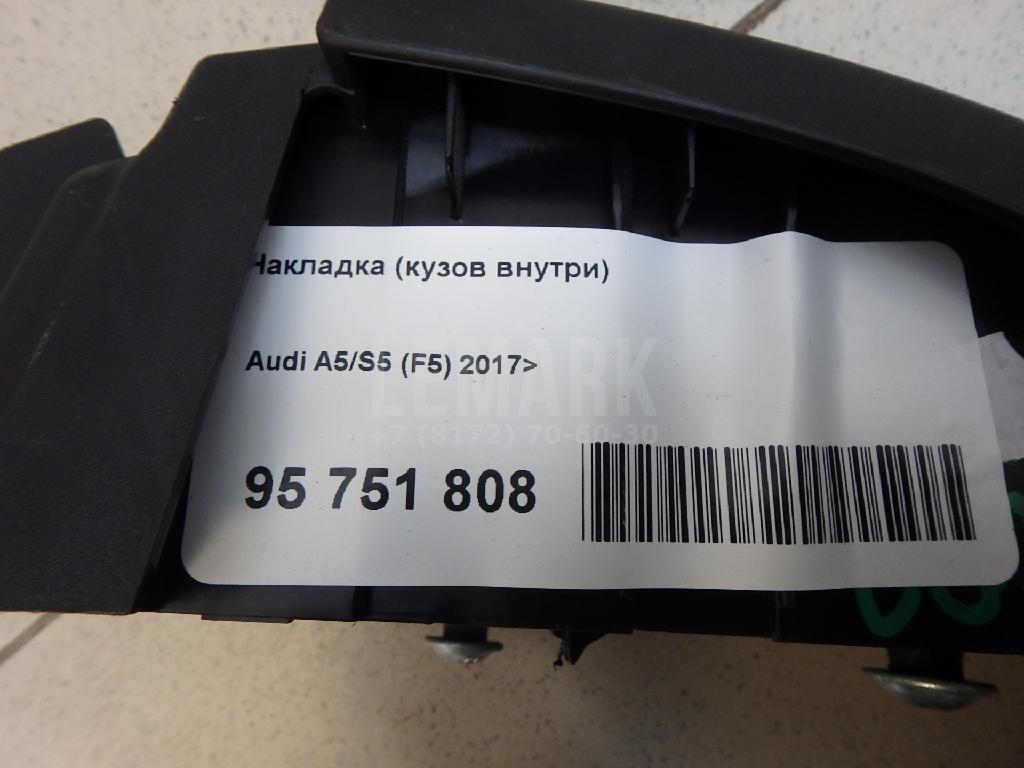 Накладка (кузов внутри)
Audi A5/S5 (F5) 2017>
LEMARK
+7 (8172) 70-60-30
95 751 808